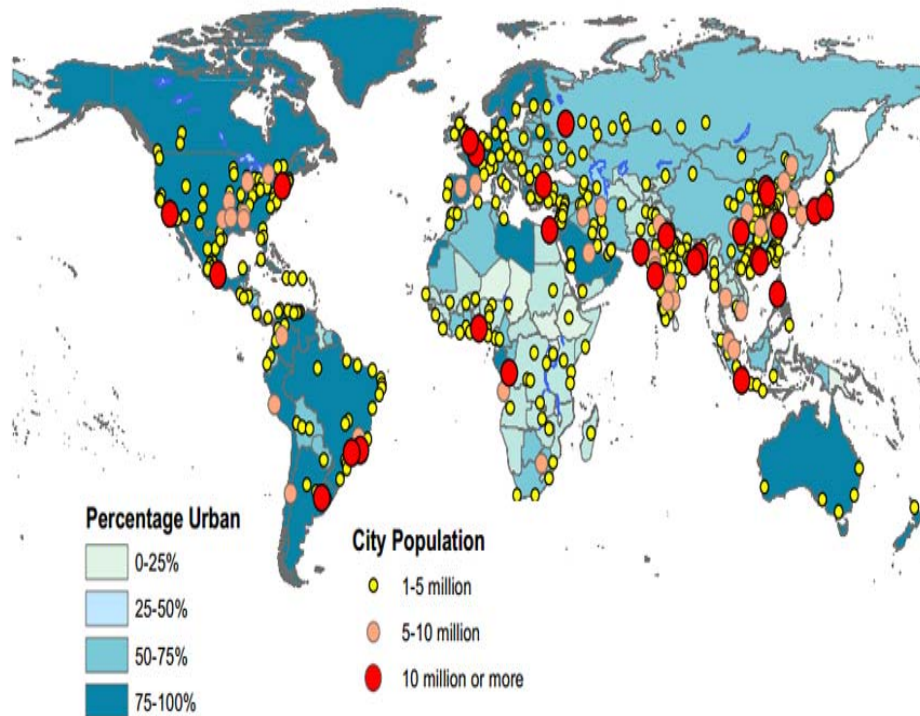 Percentage Urban
0-25%
25-50%
50-75%
75-100%
City Population
1-5 million
5-10 million
10 million or more